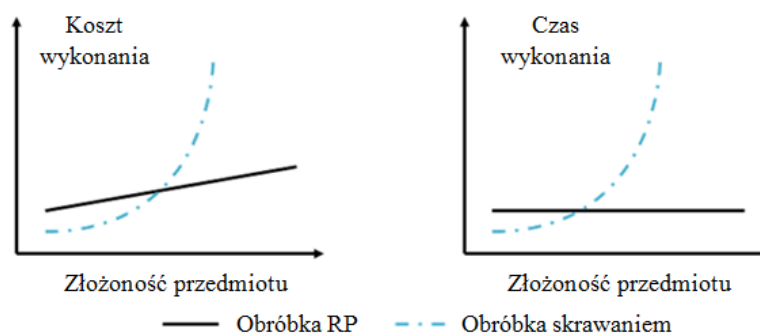 Koszt
wykonania
Czas
wykonania
Złożoność przedmiotu
Złożoność przedmiotu
Obróbka RP
Obróbka skrawaniem